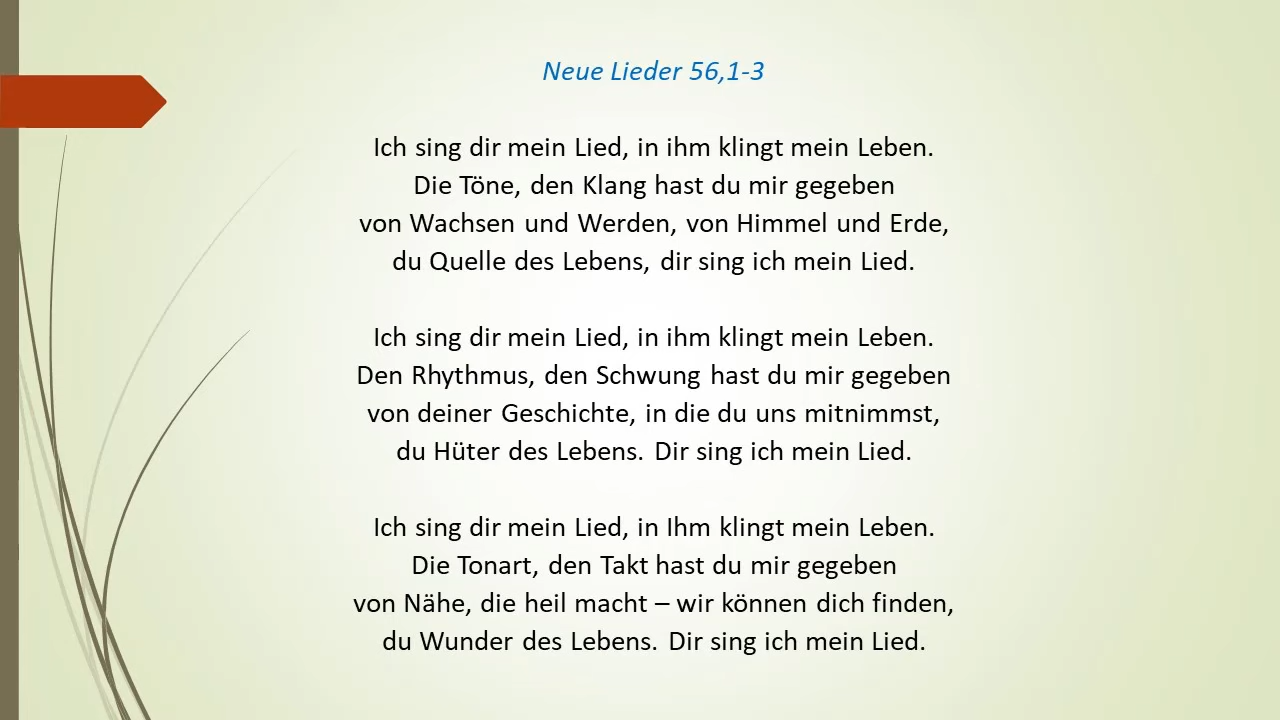 Neue Lieder 56,1-3
Ich sing dir mein Lied, in ihm klingt mein Leben.
Die Töne, den Klang hast du mir gegeben
von Wachsen und Werden, von Himmel und Erde,
du Quelle des Lebens, dir sing ich mein Lied.
Ich sing dir mein Lied, in ihm klingt mein Leben.
Den Rhythmus, den Schwung hast du mir gegeben
von deiner Geschichte, in die du uns mitnimmst,
du Hüter des Lebens. Dir sing ich mein Lied.
Ich sing dir mein Lied, in Ihm klingt mein Leben.
Die Tonart, den Takt hast du mir gegeben
von Nähe, die heil macht – wir können dich finden,
du Wunder des Lebens. Dir sing ich mein Lied.